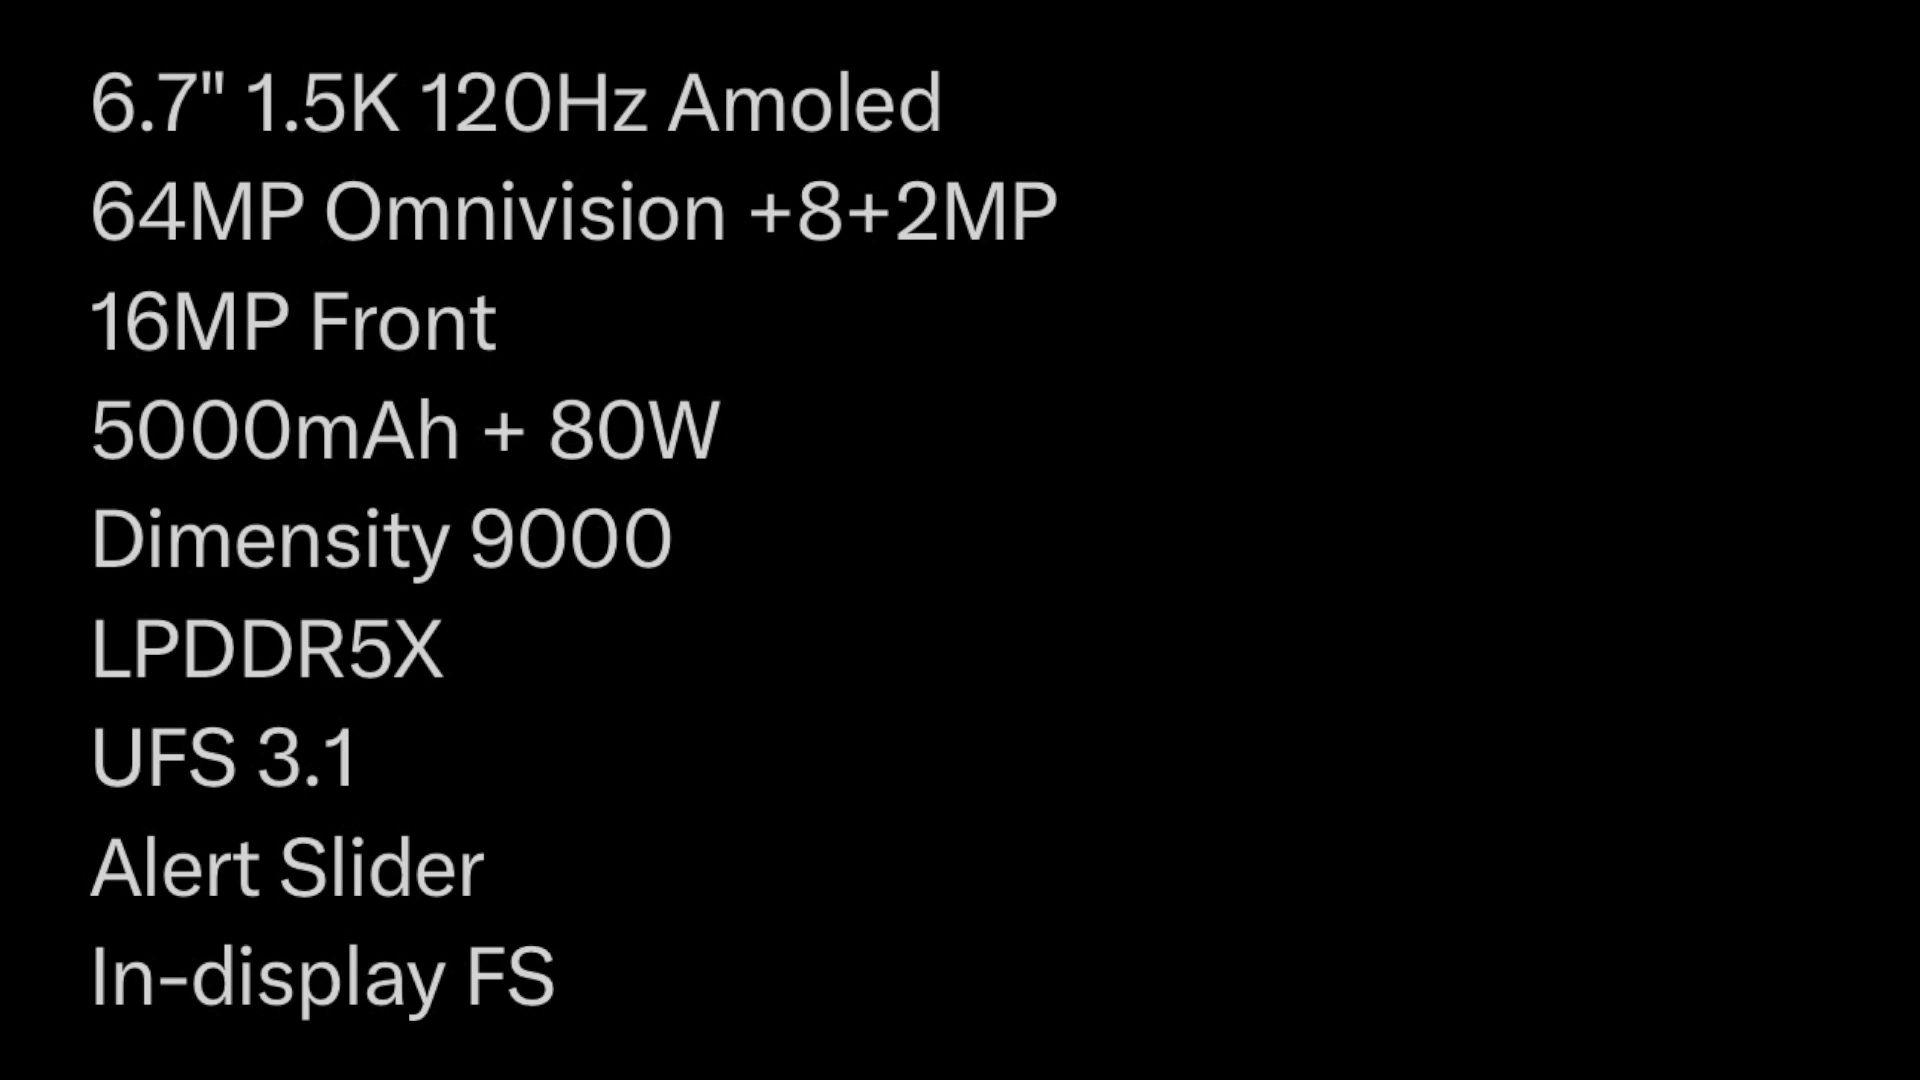 6.7" 1.5K 120Hz Amoled
64MP Omnivision +8+2MP
16MP Front
5000mAh + 80W
Dimensity 9000
LPDDR5X
UFS 3.1
Alert Slider
In-display FS